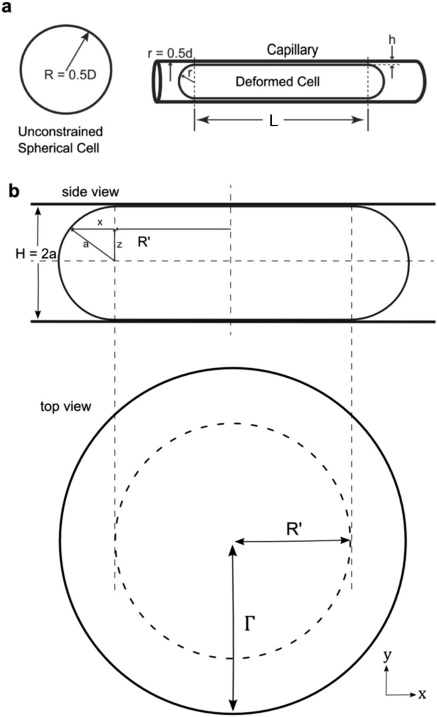 a
R = 0.5D
Unconstrained
Spherical Cell
r = 0.5d
Capillary
h
r
Deformed Cell
L
b
side view
x
H = 2a
a
z
R'
top view
R'
Γ
y
x